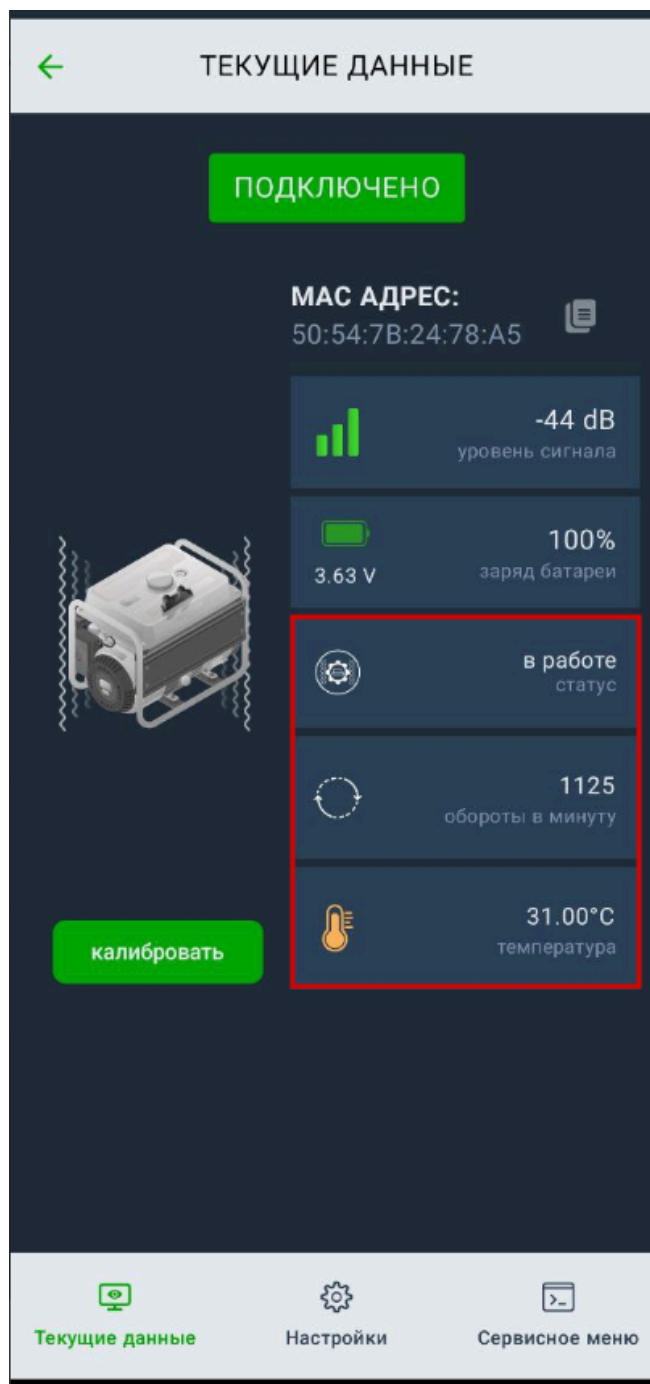 ТЕКУЩИЕ ДАННЫЕ
ПОДКЛЮЧЕНО
MAC АДРЕС:
50:54:7B:24:78:A5
-44 dB
уровень сигнала
100%
3.63 V
заряд батареи
в работе
статус
1125
обороты в минуту
31.00°C
температура
калибровать
Текущие данные
Настройки
Сервисное меню